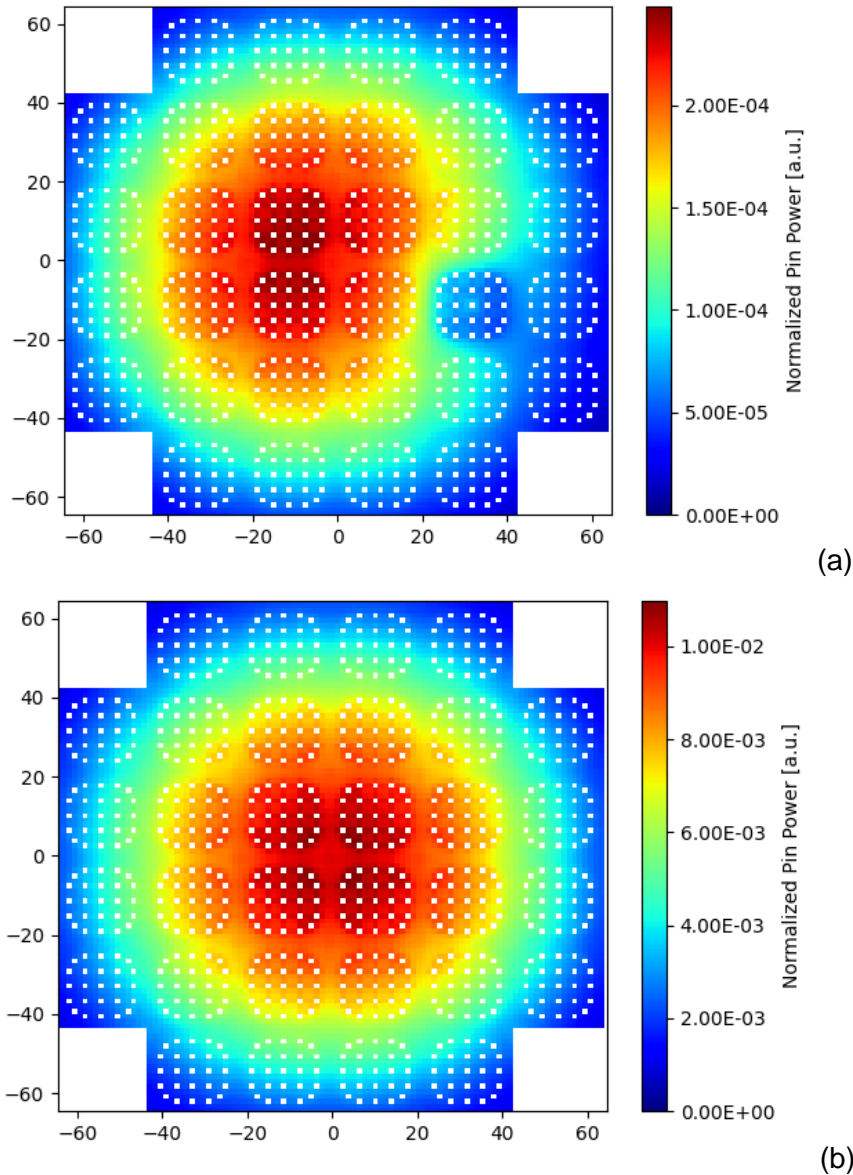 60
40
20
0
−20
−40
−60
−60 −40 −20 0 20 40 60
2.00E-04
1.50E-04
1.00E-04
5.00E-05
0.00E+00
Normalized Pin Power [a.u.]
(a)
60
40
20
0
−20
−40
−60
−60 −40 −20 0 20 40 60
1.00E-02
8.00E-03
6.00E-03
4.00E-03
2.00E-03
0.00E+00
Normalized Pin Power [a.u.]
(b)